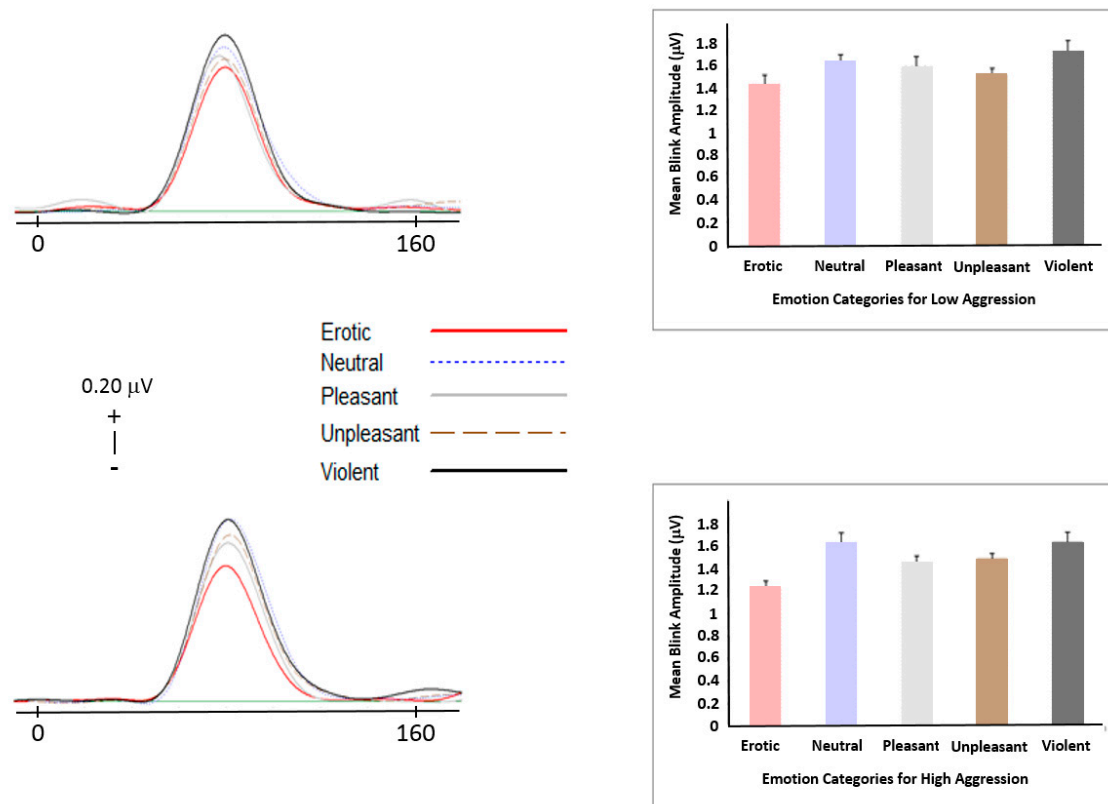 0 160
Erotic
Neutral
Pleasant
Unpleasant
Violent
0.20 μV
+
-
0 160
Mean Blink Amplitude (μV)
1.8
1.6
1.4
1.2
1
0.8
0.6
0.4
0.2
0
Erotic Neutral Pleasant Unpleasant Violent
Emotion Categories for Low Aggression
Mean Blink Amplitude (μV)
1.8
1.6
1.4
1.2
1
0.8
0.6
0.4
0.2
0
Erotic Neutral Pleasant Unpleasant Violent
Emotion Categories for High Aggression